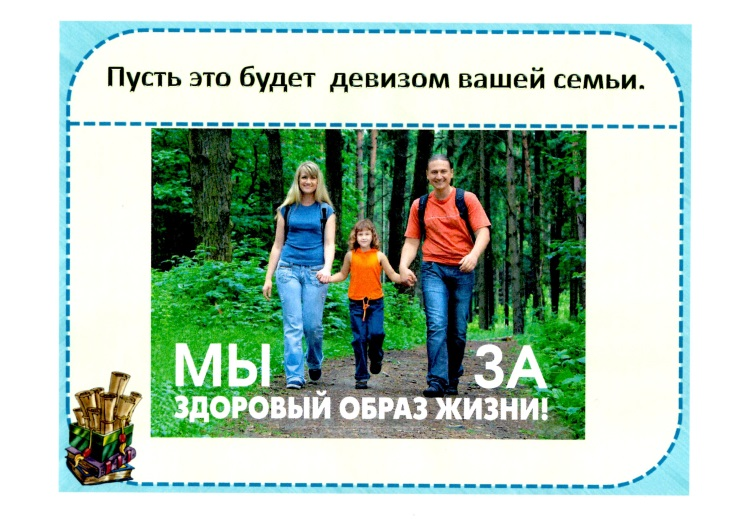 Пусть это будет девизом вашей семьи.
МЫ ЗА
ЗДОРОВЫЙ ОБРАЗ ЖИЗНИ!